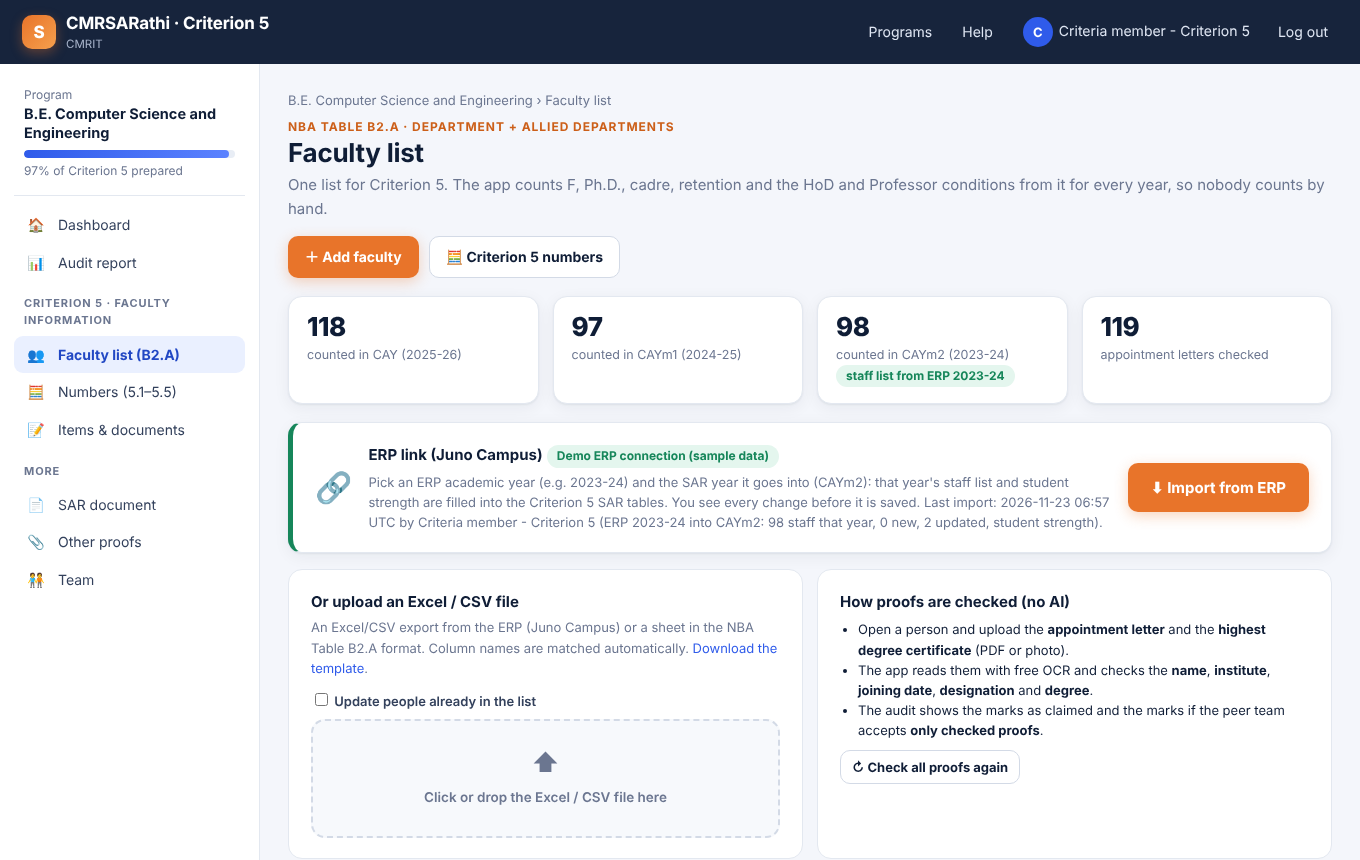 S
CMRSARathi · Criterion 5
CMRIT
Programs
Help
C
Criteria member - Criterion 5
Log out
Program
B.E. Computer Science and
Engineering
97% of Criterion 5 prepared
Dashboard
Audit report
CRITERION 5 · FACULTY
INFORMATION
Faculty list (B2.A)
Numbers (5.1–5.5)
Items & documents
MORE
SAR document
Other proofs
Team
B.E. Computer Science and Engineering › Faculty list
NBA TABLE B2.A · DEPARTMENT + ALLIED DEPARTMENTS
Faculty list
One list for Criterion 5. The app counts F, Ph.D., cadre, retention and the HoD and Professor conditions from it for every year, so nobody counts by
hand.
+ Add faculty
Criterion 5 numbers
118
counted in CAY (2025-26)
97
counted in CAYm1 (2024-25)
98
counted in CAYm2 (2023-24)
staff list from ERP 2023-24
119
appointment letters checked
ERP link (Juno Campus) Demo ERP connection (sample data)
Pick an ERP academic year (e.g. 2023-24) and the SAR year it goes into (CAYm2): that year's staff list and student
strength are filled into the Criterion 5 SAR tables. You see every change before it is saved. Last import: 2026-11-23 06:57
UTC by Criteria member - Criterion 5 (ERP 2023-24 into CAYm2: 98 staff that year, 0 new, 2 updated, student strength).
⬇ Import from ERP
Or upload an Excel / CSV file
An Excel/CSV export from the ERP (Juno Campus) or a sheet in the NBA
Table B2.A format. Column names are matched automatically. Download the
template.
Update people already in the list
Click or drop the Excel / CSV file here
How proofs are checked (no AI)
• Open a person and upload the appointment letter and the highest
degree certificate (PDF or photo).
• The app reads them with free OCR and checks the name, institute,
joining date, designation and degree.
• The audit shows the marks as claimed and the marks if the peer team
accepts only checked proofs.
↻ Check all proofs again